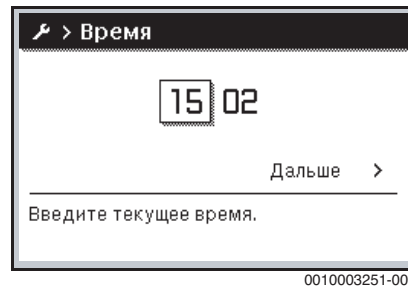 > Время
15 02
Дальше >
Введите текущее время.
0010003251-00